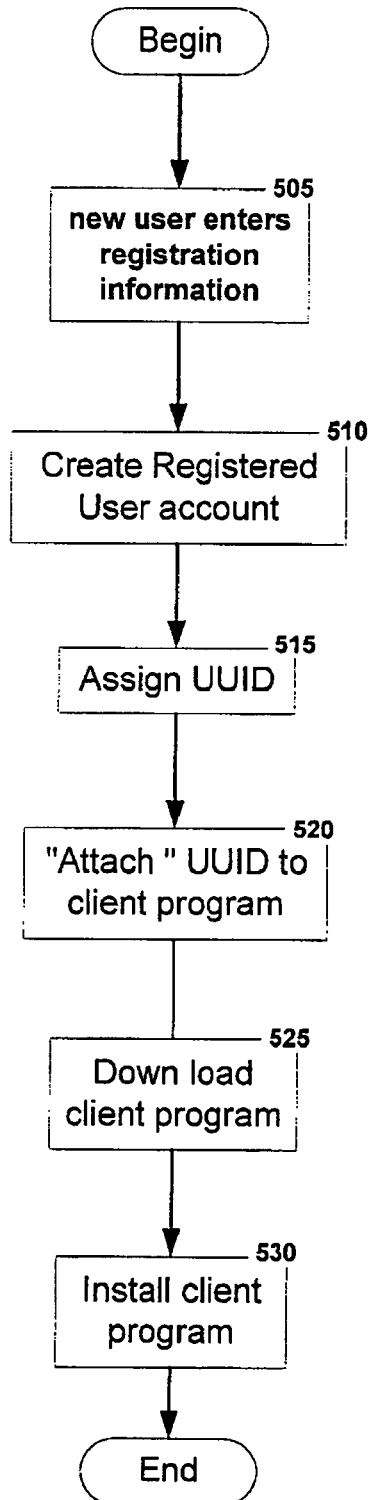 Begin
505
new user enters
registration
information
510
Create Registered
User account
515
Assign UUID
520
"Attach " UUID to
client program
525
Down load
client program
530
Install client
program
End